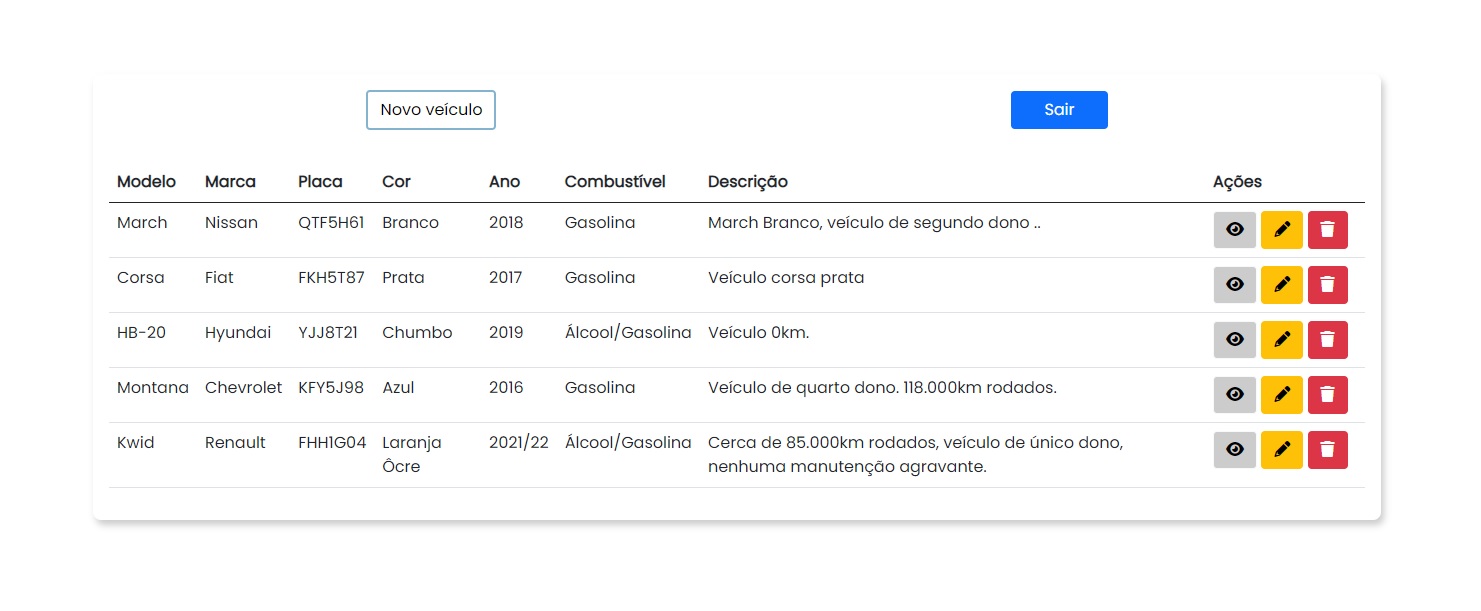 Novo veículo Sair
Modelo Marca Placa Cor Ano Combustível Descrição Ações
March Nissan QTF5H61 Branco 2018 Gasolina March Branco, veículo de segundo dono ..
Corsa Fiat FKH5T87 Prata 2017 Gasolina Veículo corsa prata
HB-20 Hyundai YJJ8T21 Chumbo 2019 Álcool/Gasolina Veículo 0km.
Montana Chevrolet KFY5J98 Azul 2016 Gasolina Veículo de quarto dono. 118.000km rodados.
Kwid Renault FHH1G04 Laranja 2021/22 Álcool/Gasolina Cerca de 85.000km rodados, veículo de único dono,
Ôcre nenhuma manutenção agravante.